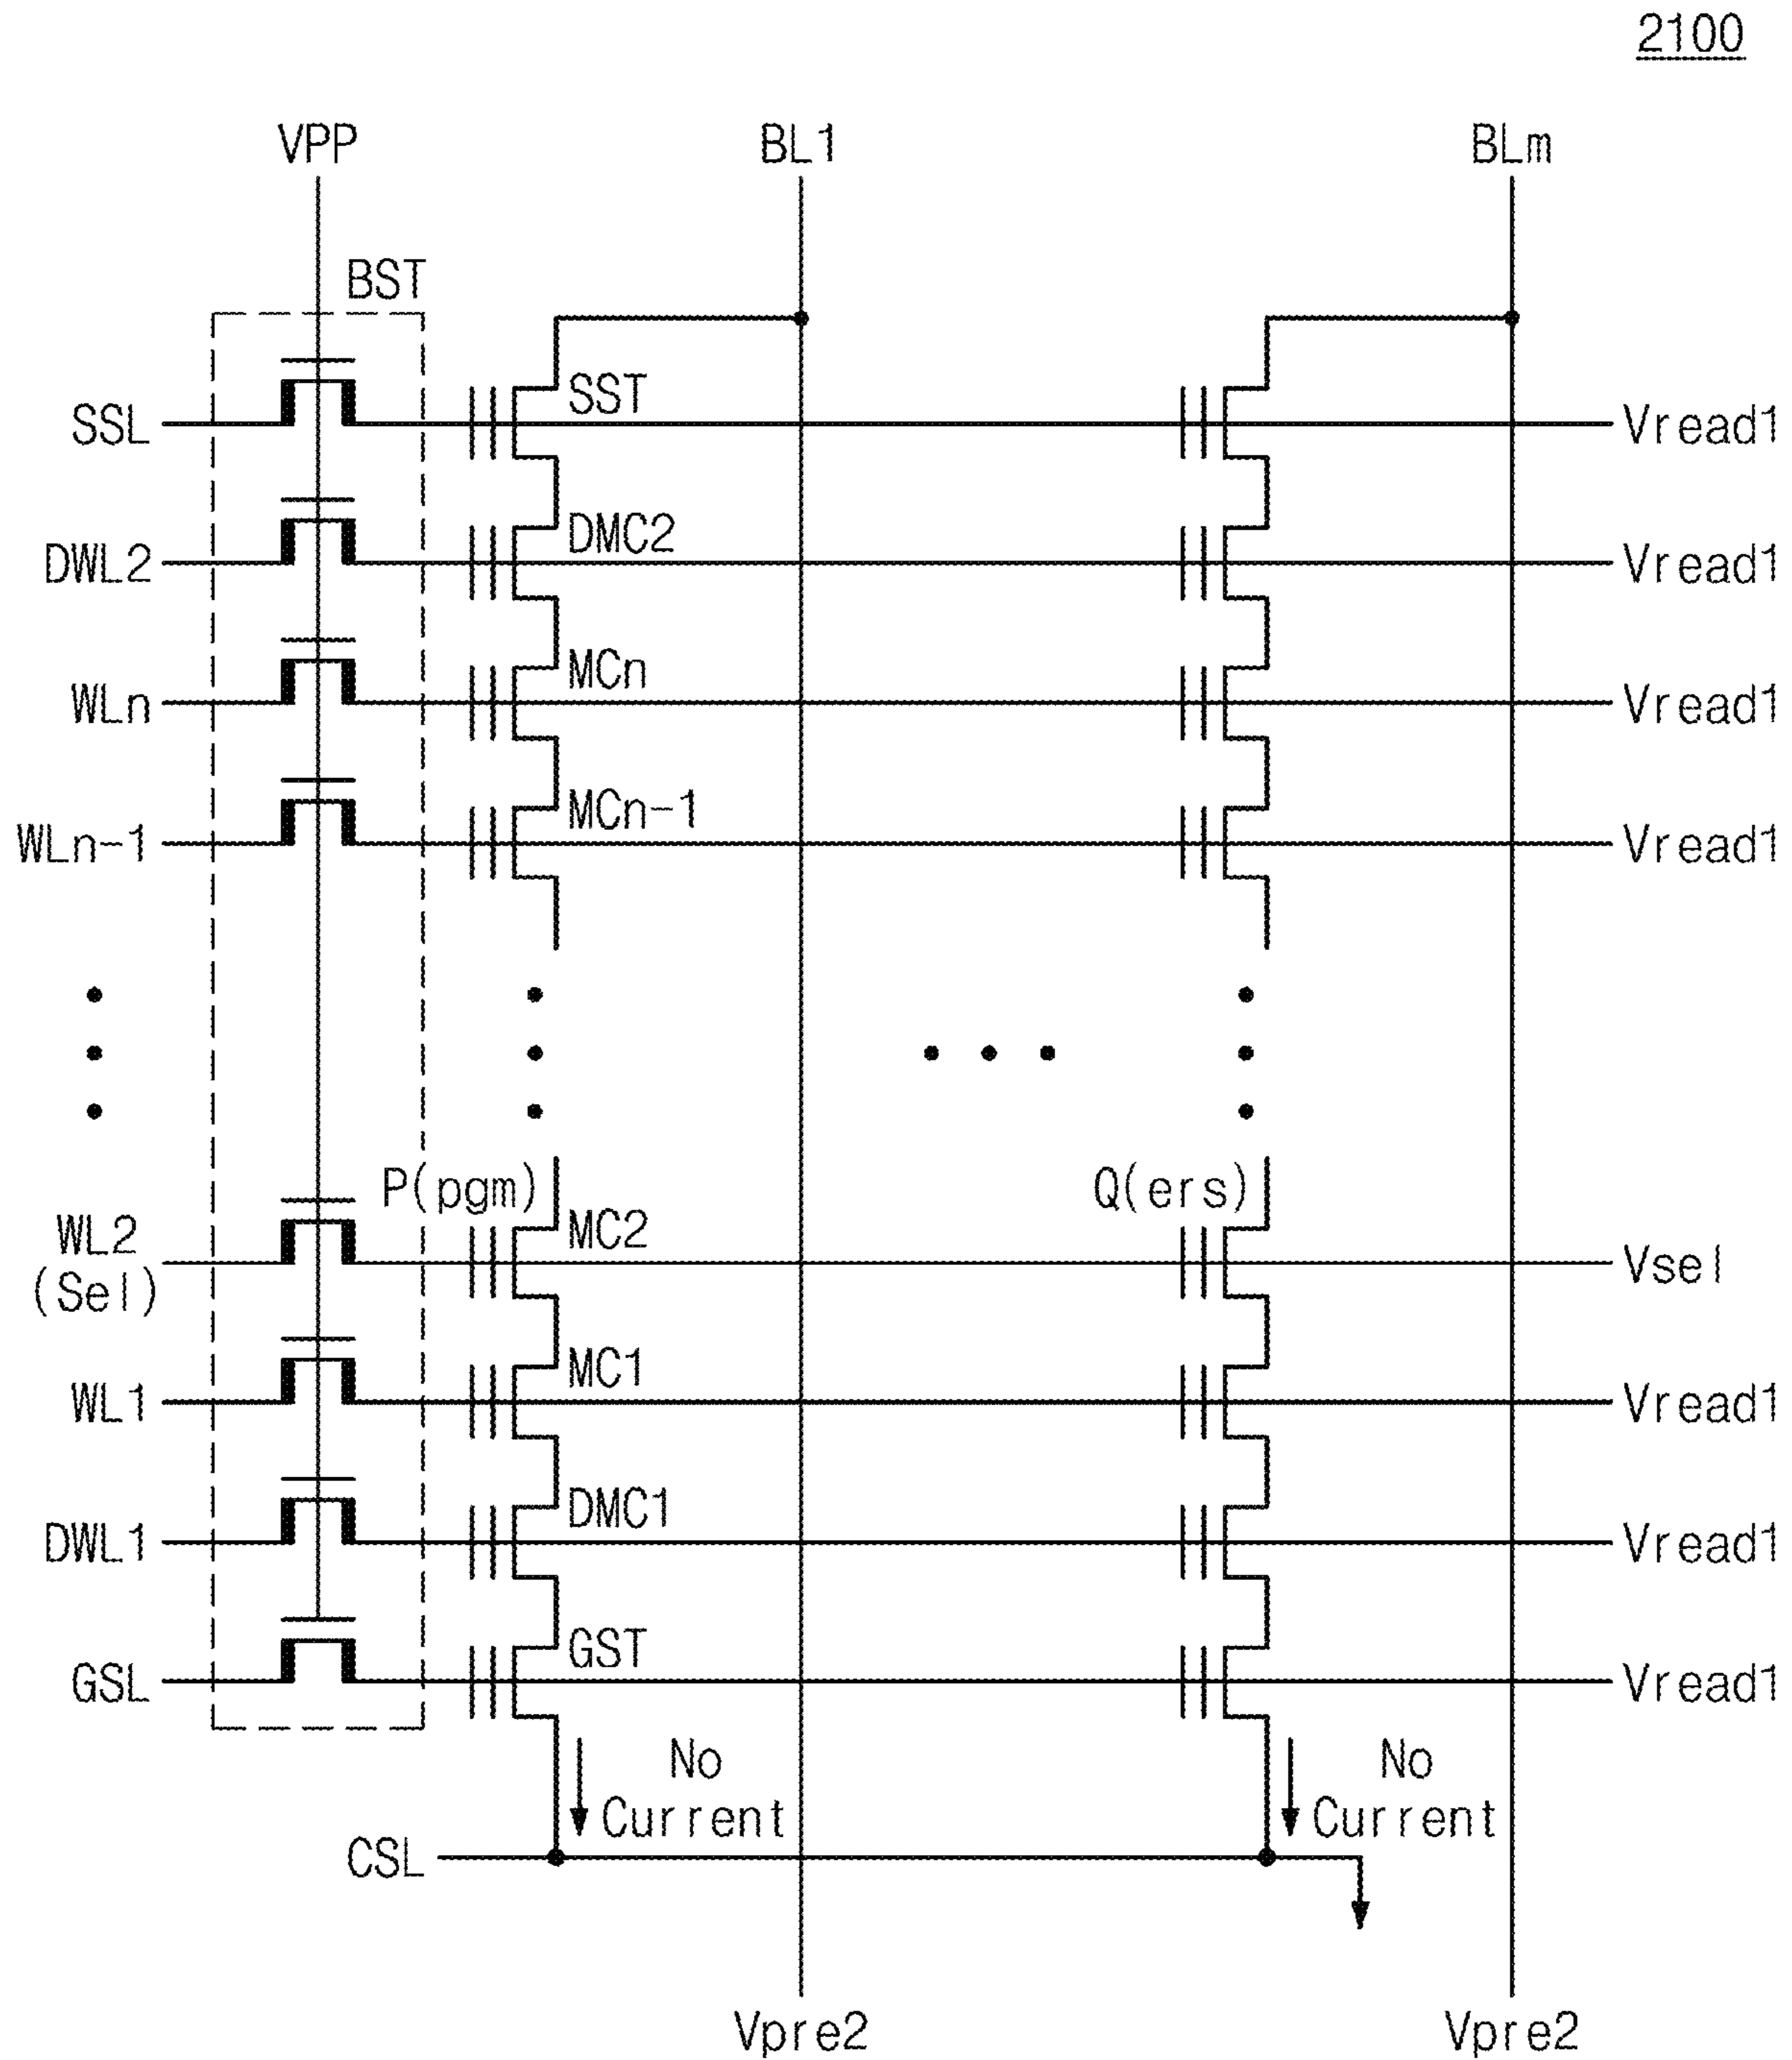 2100
VPP
BL1
BLm
BST
SSL
SST
Vread1
DWL2
DMC2
Vread1
WLn
MCn
Vread1
WLn-1
MCn-1
Vread1
P(pgm)
Q(ers)
WL2
(Sel)
MC2
Vsel
WL1
MC1
Vread1
DWL1
DMC1
Vread1
GSL
GST
Vread1
No
Current
No
Current
CSL
Vpre2
Vpre2